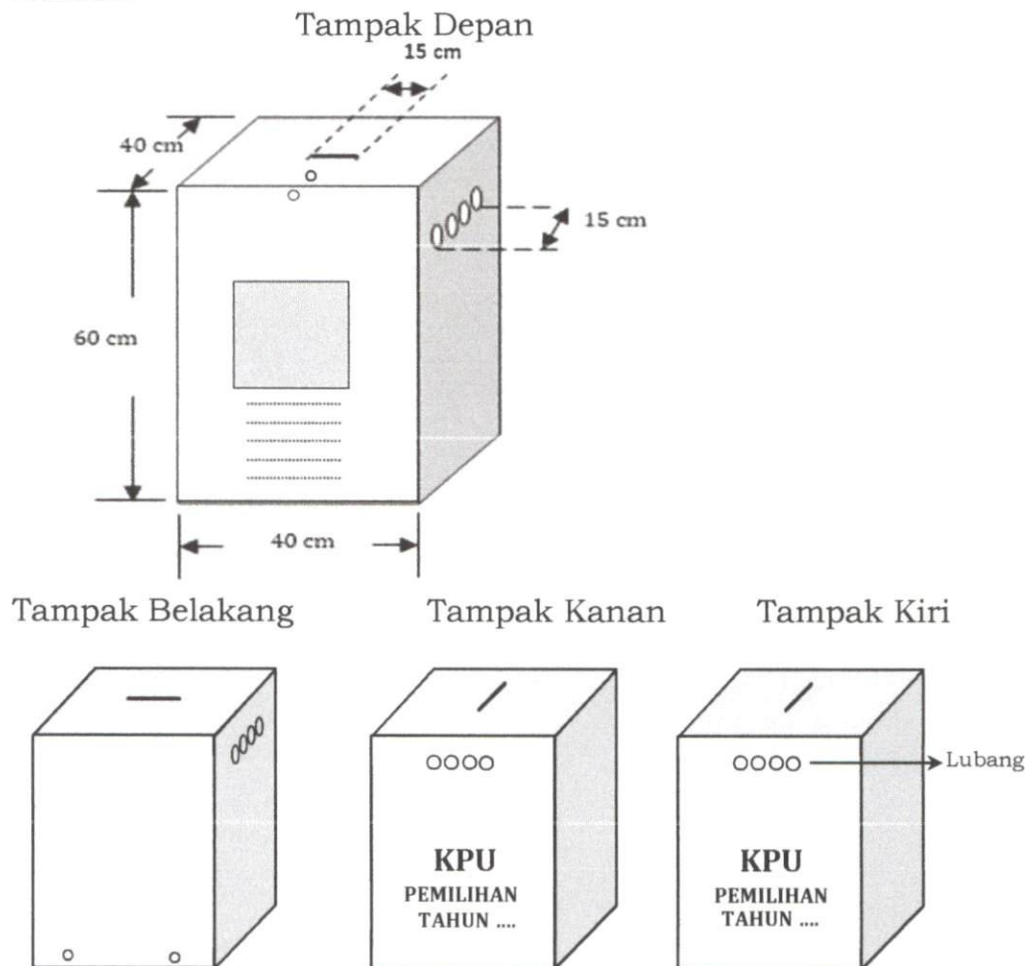 Tampak Depan
15 cm
40 cm
15 cm
60 cm
40 cm
Tampak Belakang
Tampak Kanan
Tampak Kiri
Lubang
KPU
PEMILIHAN
TAHUN ....
KPU
PEMILIHAN
TAHUN ....